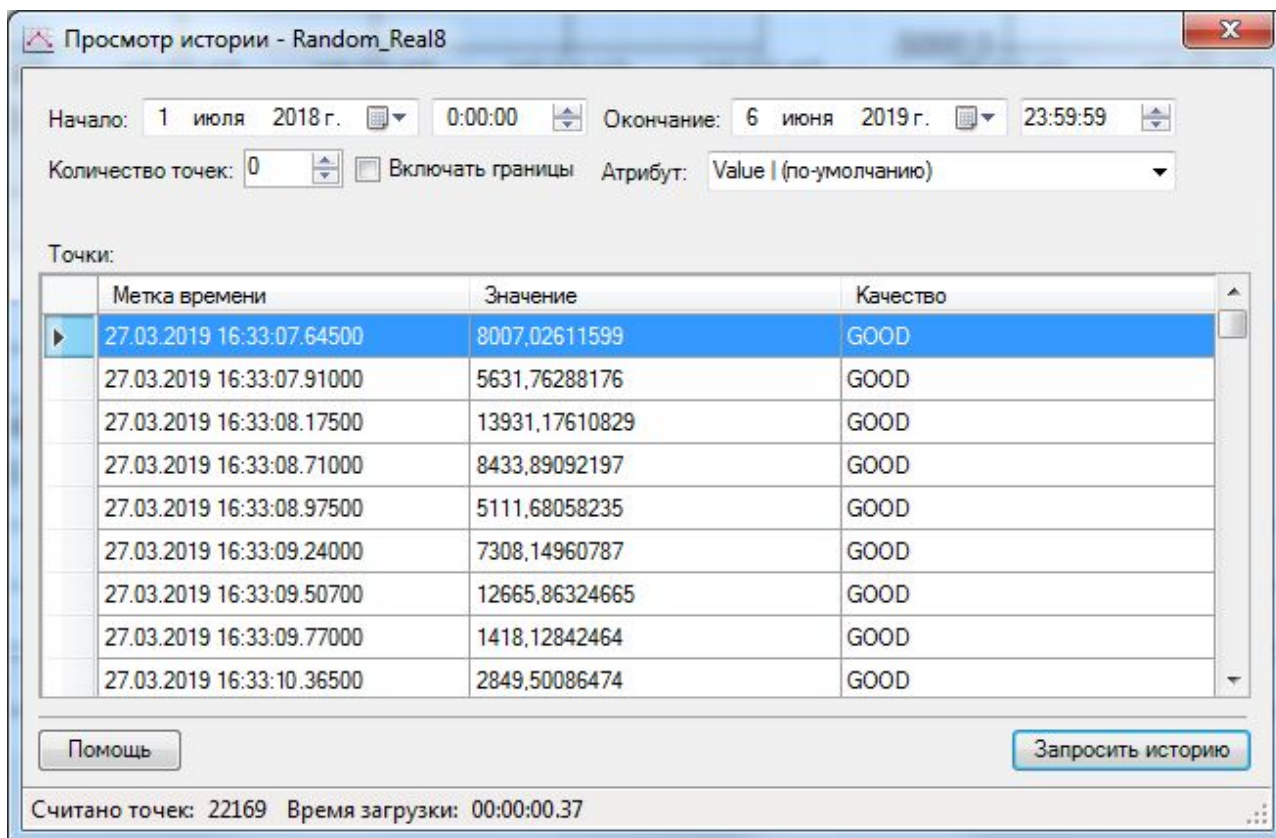 Просмотр истории - Random_Real8
Начало: 1 июля 2018 г. 0:00:00 Окончание: 6 июня 2019 г. 23:59:59
Количество точек: 0 Включать границы Атрибут: Value | (по-умолчанию)
Точки:
Метка времени Значение Качество
27.03.2019 16:33:07.64500 8007,02611599 GOOD
27.03.2019 16:33:07.91000 5631,76288176 GOOD
27.03.2019 16:33:08.17500 13931,17610829 GOOD
27.03.2019 16:33:08.71000 8433,89092197 GOOD
27.03.2019 16:33:08.97500 5111,68058235 GOOD
27.03.2019 16:33:09.24000 7308,14960787 GOOD
27.03.2019 16:33:09.50700 12665,86324665 GOOD
27.03.2019 16:33:09.77000 1418,12842464 GOOD
27.03.2019 16:33:10.36500 2849,50086474 GOOD
Помощь Запросить историю
Считано точек: 22169 Время загрузки: 00:00:00.37